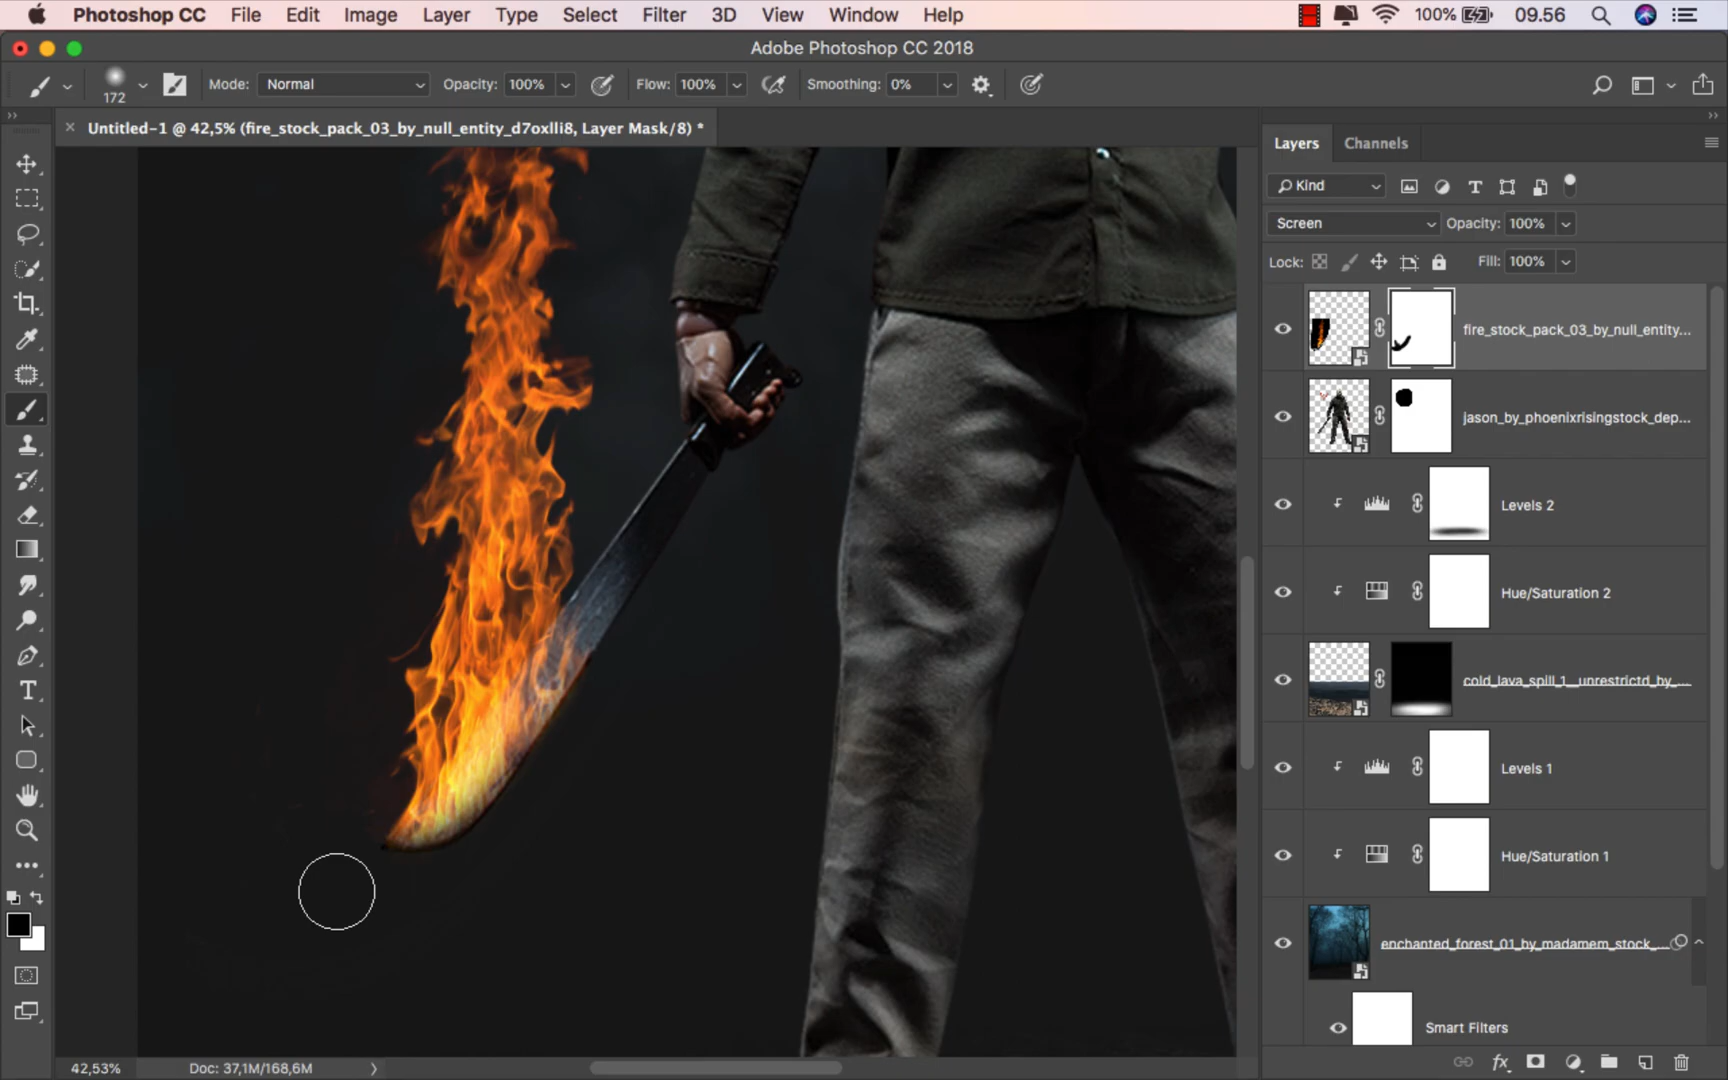 Photoshop CC File Edit Image Layer Type Select Filter 3D View Window Help 100% 09.56
Adobe Photoshop CC 2018
172 Mode: Normal Opacity: 100% Flow: 100% Smoothing: 0%
Untitled-1 @ 42,5% (fire_stock_pack_03_by_null_entity_d7oxlli8, Layer Mask/8) *
Layers Channels
Kind
Screen Opacity: 100%
Lock: Fill: 100%
fire_stock_pack_03_by_null_entity...
jason_by_phoenixrisingstock_dep...
Levels 2
Hue/Saturation 2
cold_lava_spill_1__unrestrictd_by_...
Levels 1
Hue/Saturation 1
enchanted_forest_01_by_madamem_stock_...
Smart Filters
42,53% Doc: 37,1M/168,6M